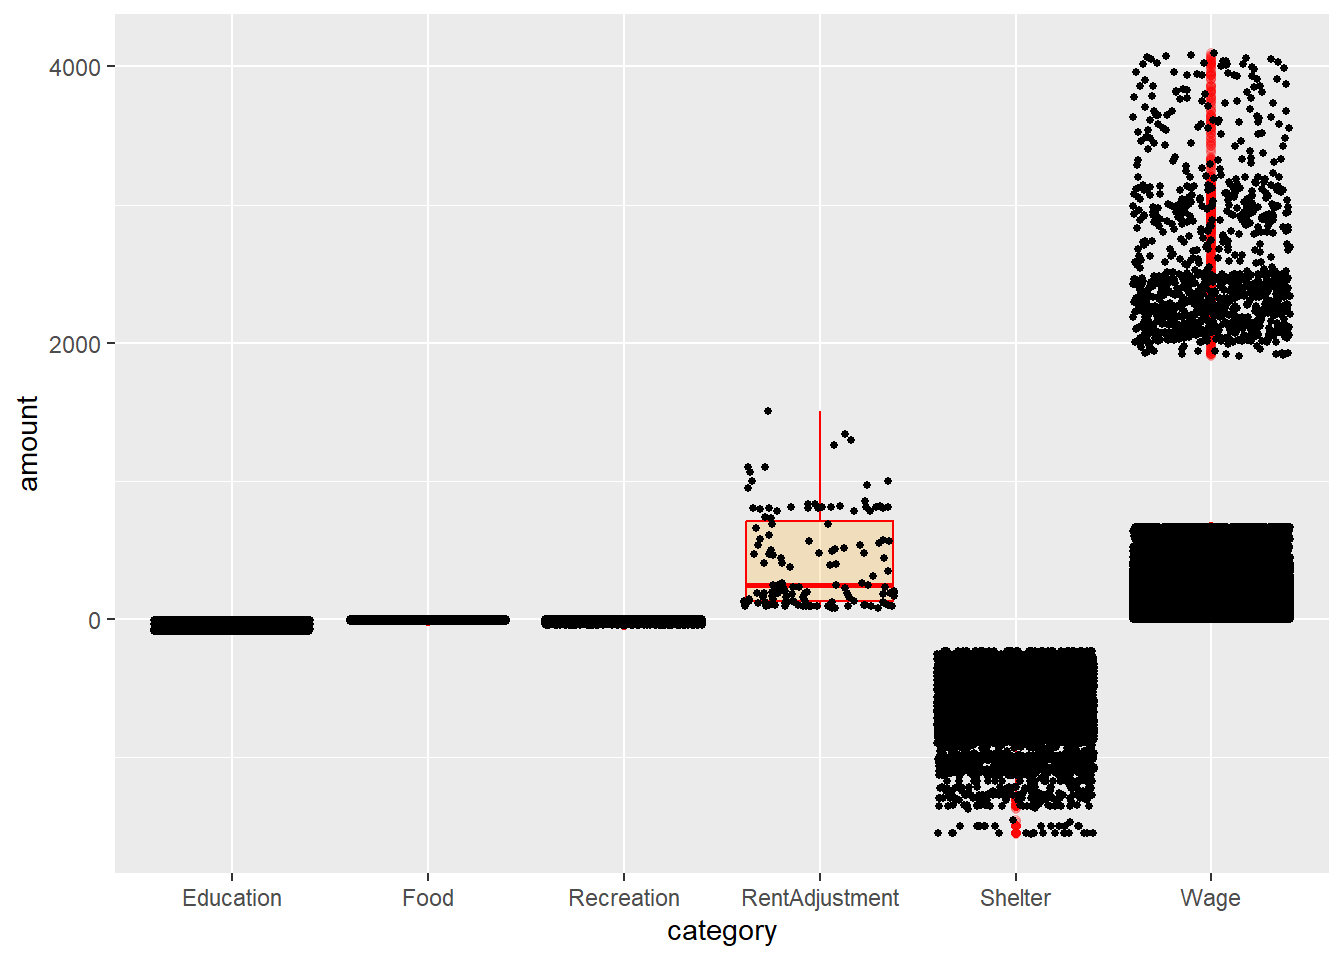 4000
2000
0
amount
Education
Food
Recreation
RentAdjustment
Shelter
Wage
category